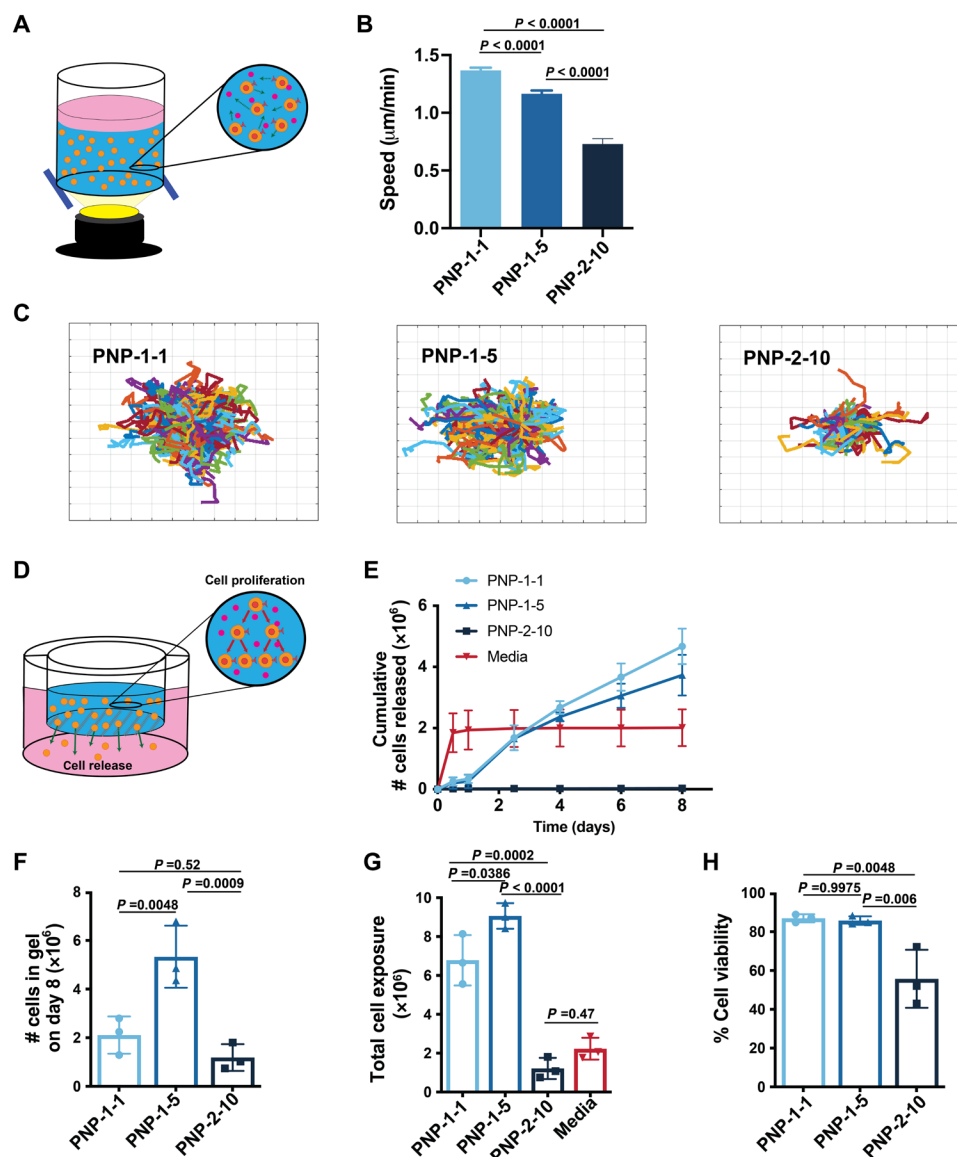 A
B
P < 0.0001
P < 0.0001
P < 0.0001
Speed (μm/min)
1.5
1.0
0.5
0.0
PNP-1-1
PNP-1-5
PNP-2-10
C
PNP-1-1
PNP-1-5
PNP-2-10
D
Cell proliferation
Cell release
E
PNP-1-1
PNP-1-5
PNP-2-10
Media
Cumulative
# cells released (×10⁶)
6
4
2
0
0
2
4
6
8
Time (days)
F
P =0.52
P =0.0009
P =0.0048
# cells in gel
on day 8 (×10⁶)
8
6
4
2
0
PNP-1-1
PNP-1-5
PNP-2-10
G
P =0.0002
P =0.0386
P < 0.0001
P =0.47
Total cell exposure
(×10⁶)
10
8
6
4
2
0
PNP-1-1
PNP-1-5
PNP-2-10
Media
H
P =0.0048
P =0.9975
P =0.006
% Cell viability
100
80
60
40
20
0
PNP-1-1
PNP-1-5
PNP-2-10